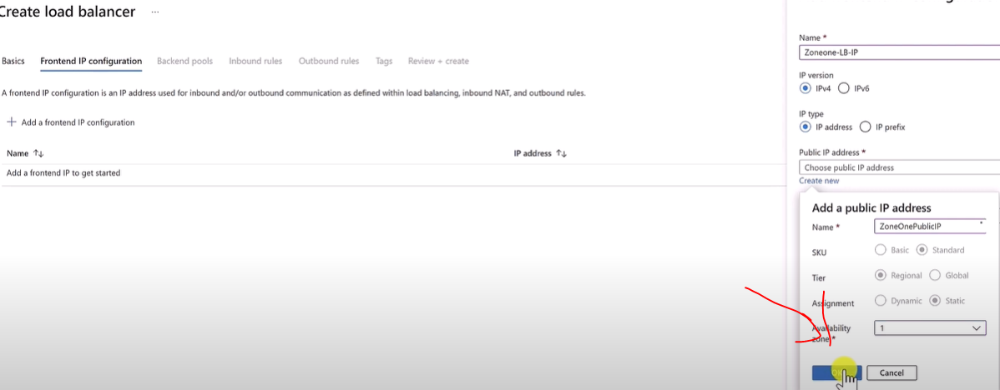 Create load balancer ...
Basics Frontend IP configuration Backend pools Inbound rules Outbound rules Tags Review + create
A frontend IP configuration is an IP address used for inbound and/or outbound communication as defined within load balancing, inbound NAT, and outbound rules.
+ Add a frontend IP configuration
Name ↑↓ IP address ↑↓
Add a frontend IP to get started
Name *
Zoneone-LB-IP
IP version
IPv4 IPv6
IP type
IP address IP prefix
Public IP address *
Choose public IP address
Create new
Add a public IP address
Name * ZoneOnePublicIP *
SKU Basic Standard
Tier Regional Global
Assignment Dynamic Static
Availability 1
zone *
Cancel